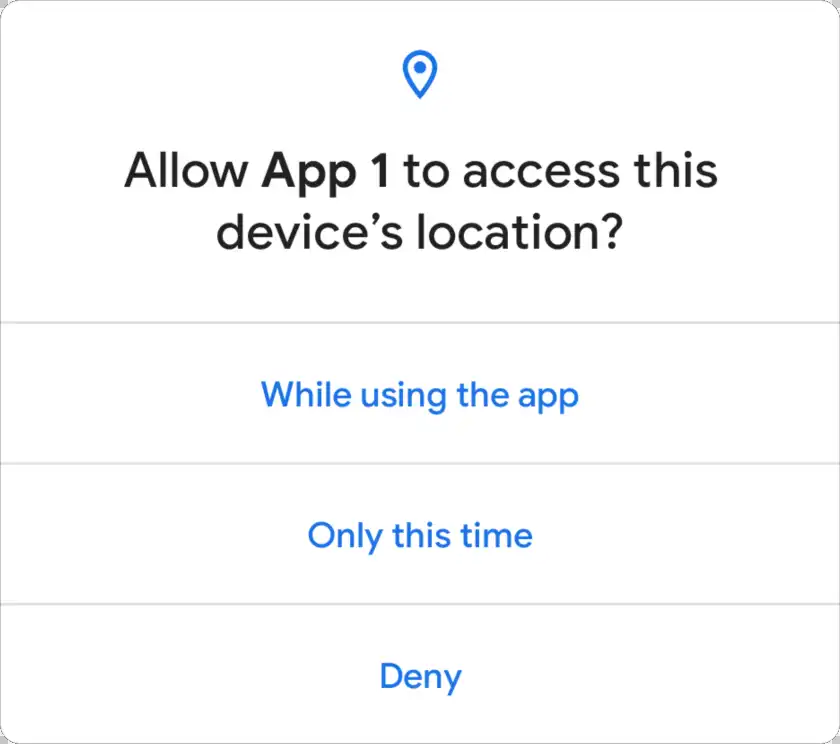 Allow App 1 to access this
device’s location?
While using the app
Only this time
Deny